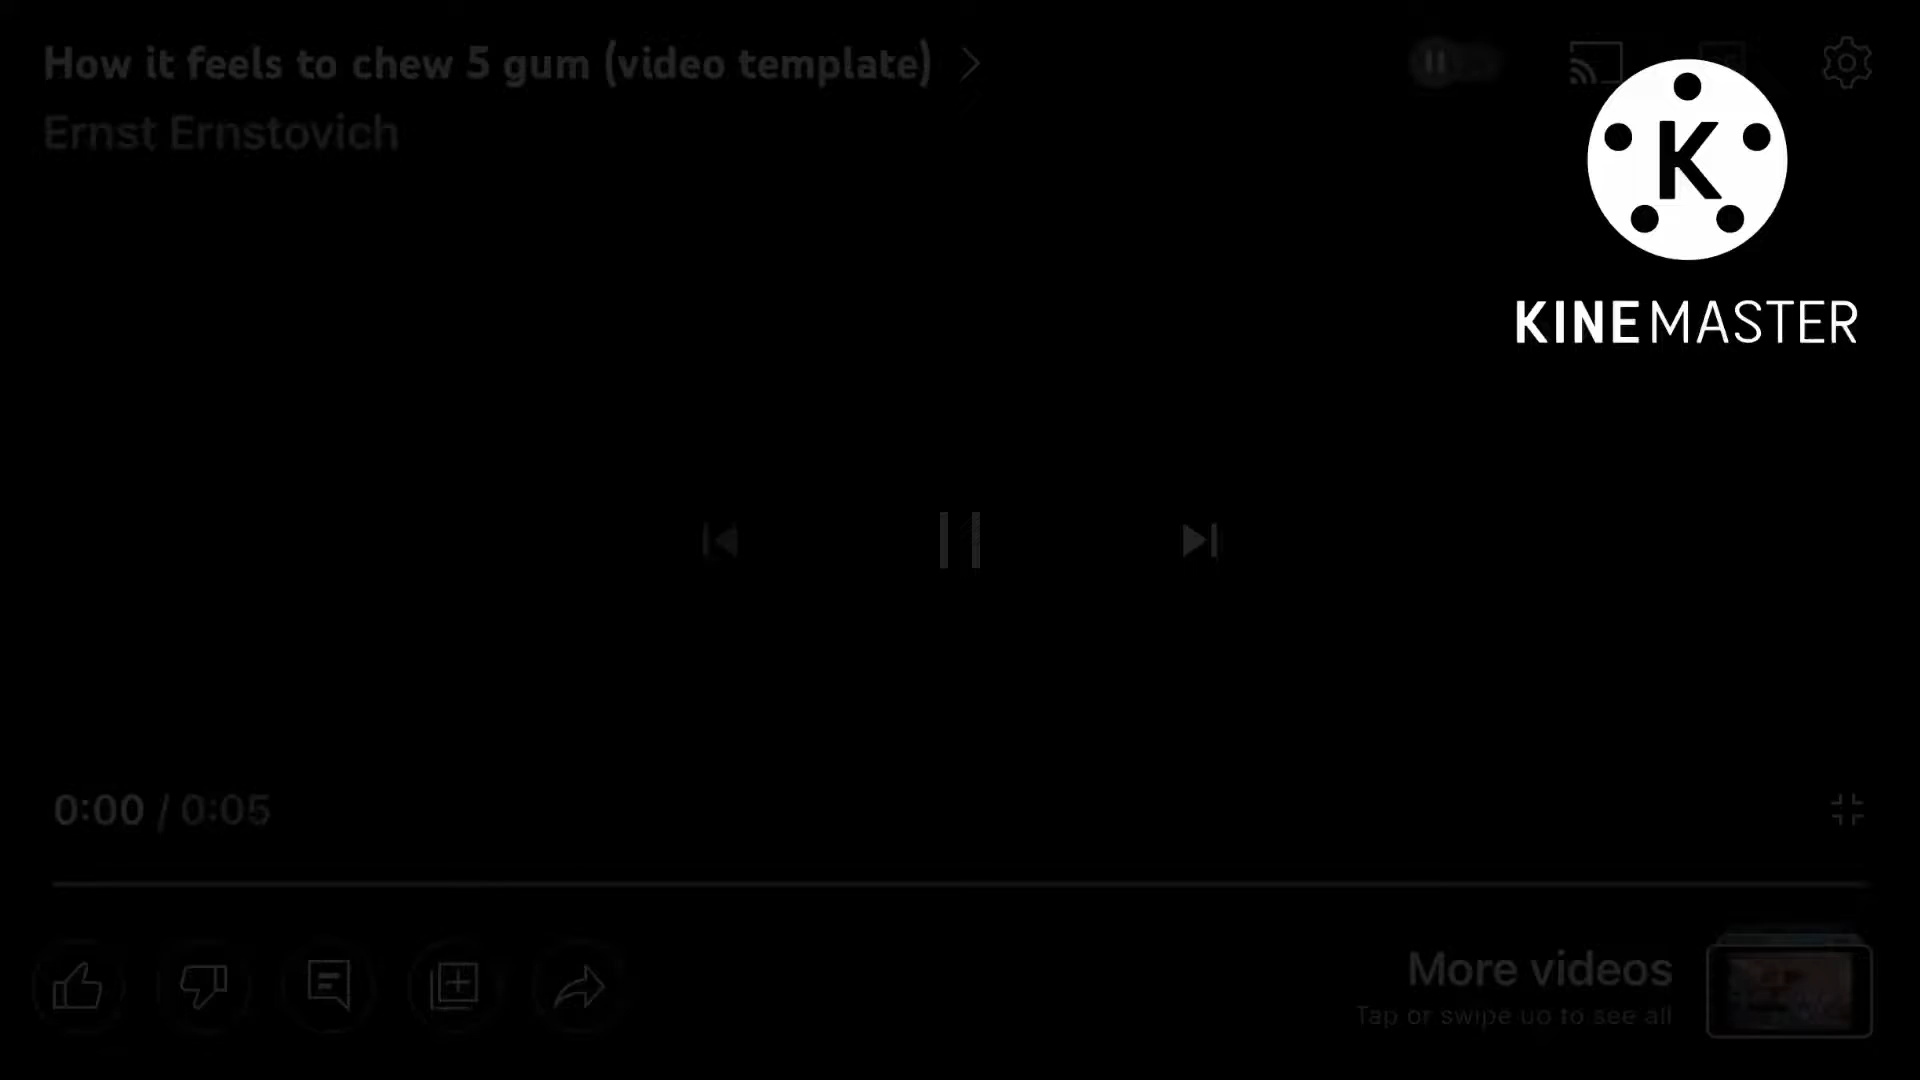 How it feels to chew 5 gum (video template)
Ernst Ernstovich
K
KINEMASTER
0:00 / 0:05
More videos
Tap or swipe up to see all